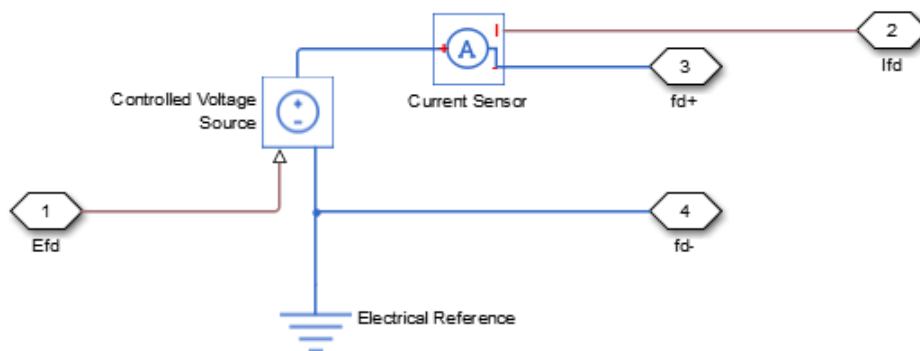 2
Ifd
A
I
3
fd+
Current Sensor
Controlled Voltage
Source
1
Efd
4
fd-
Electrical Reference